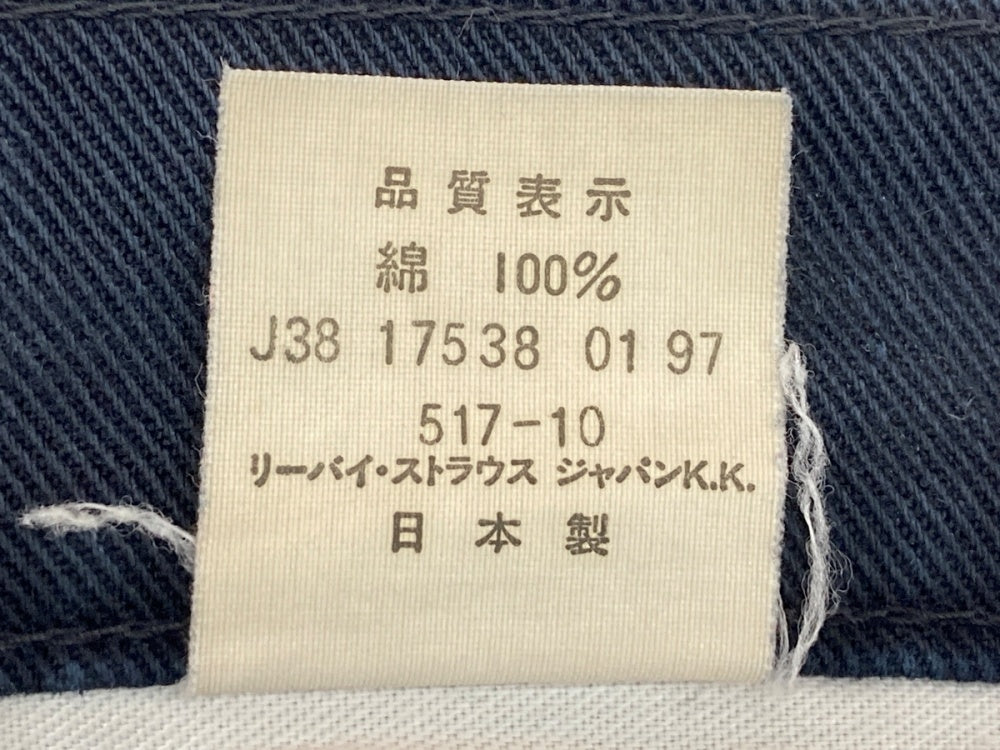 品質表示
綿 100%
J38 17538 01 97
517-10
リーバイ・ストラウス ジャパンK.K.
日本製